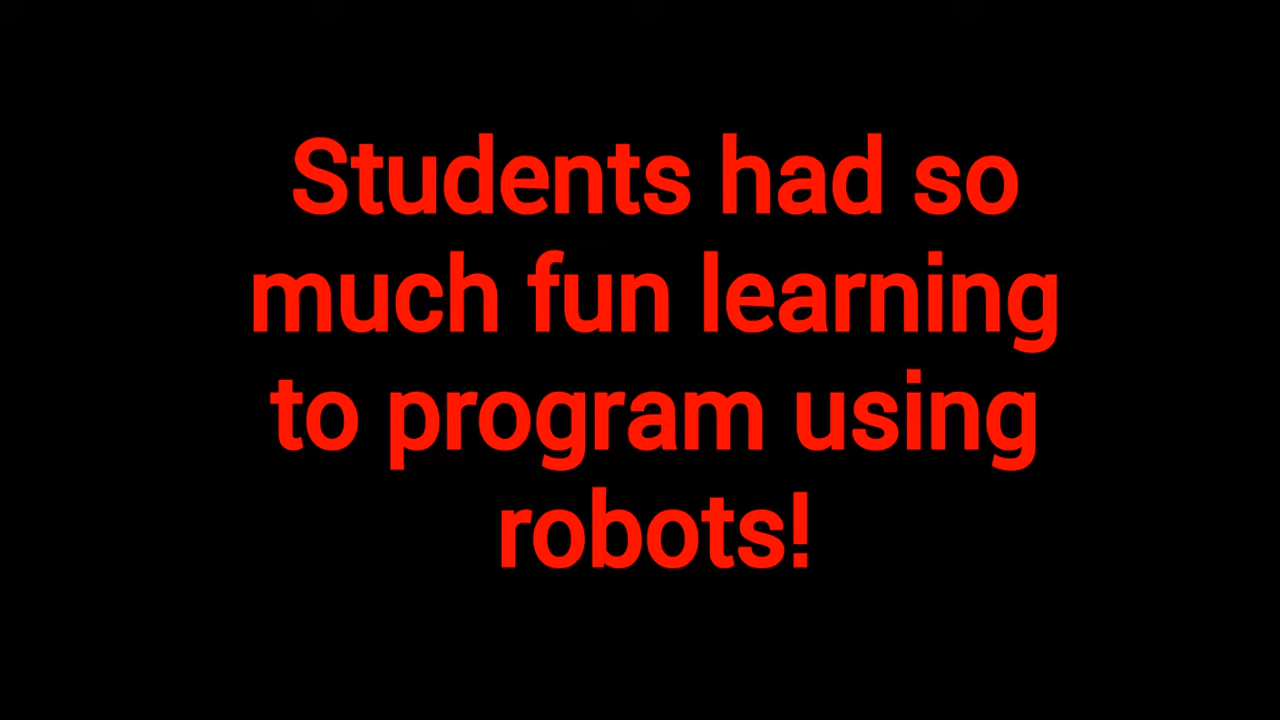 Students had so
much fun learning
to program using
robots!